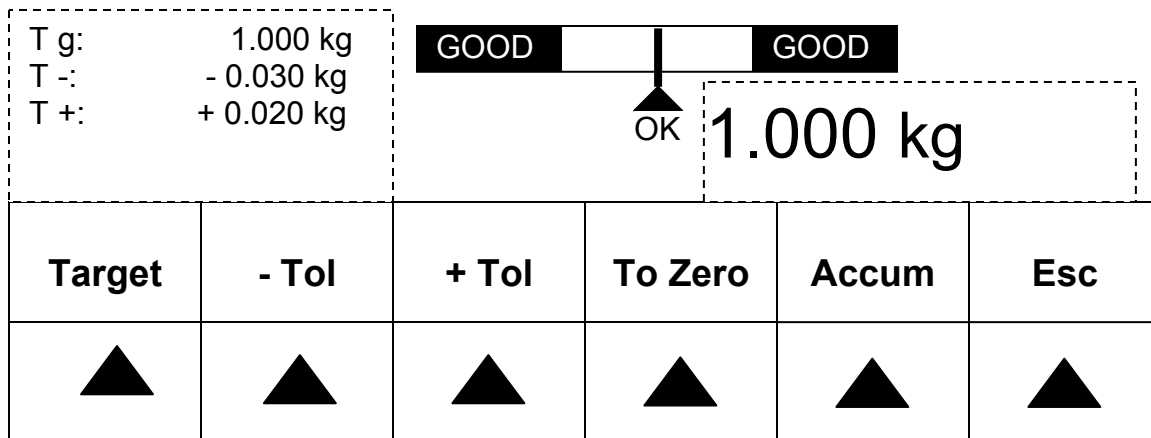 T g: 1.000 kg
T -: - 0.030 kg
T +: + 0.020 kg
GOOD GOOD
OK
1.000 kg
Target - Tol + Tol To Zero Accum Esc